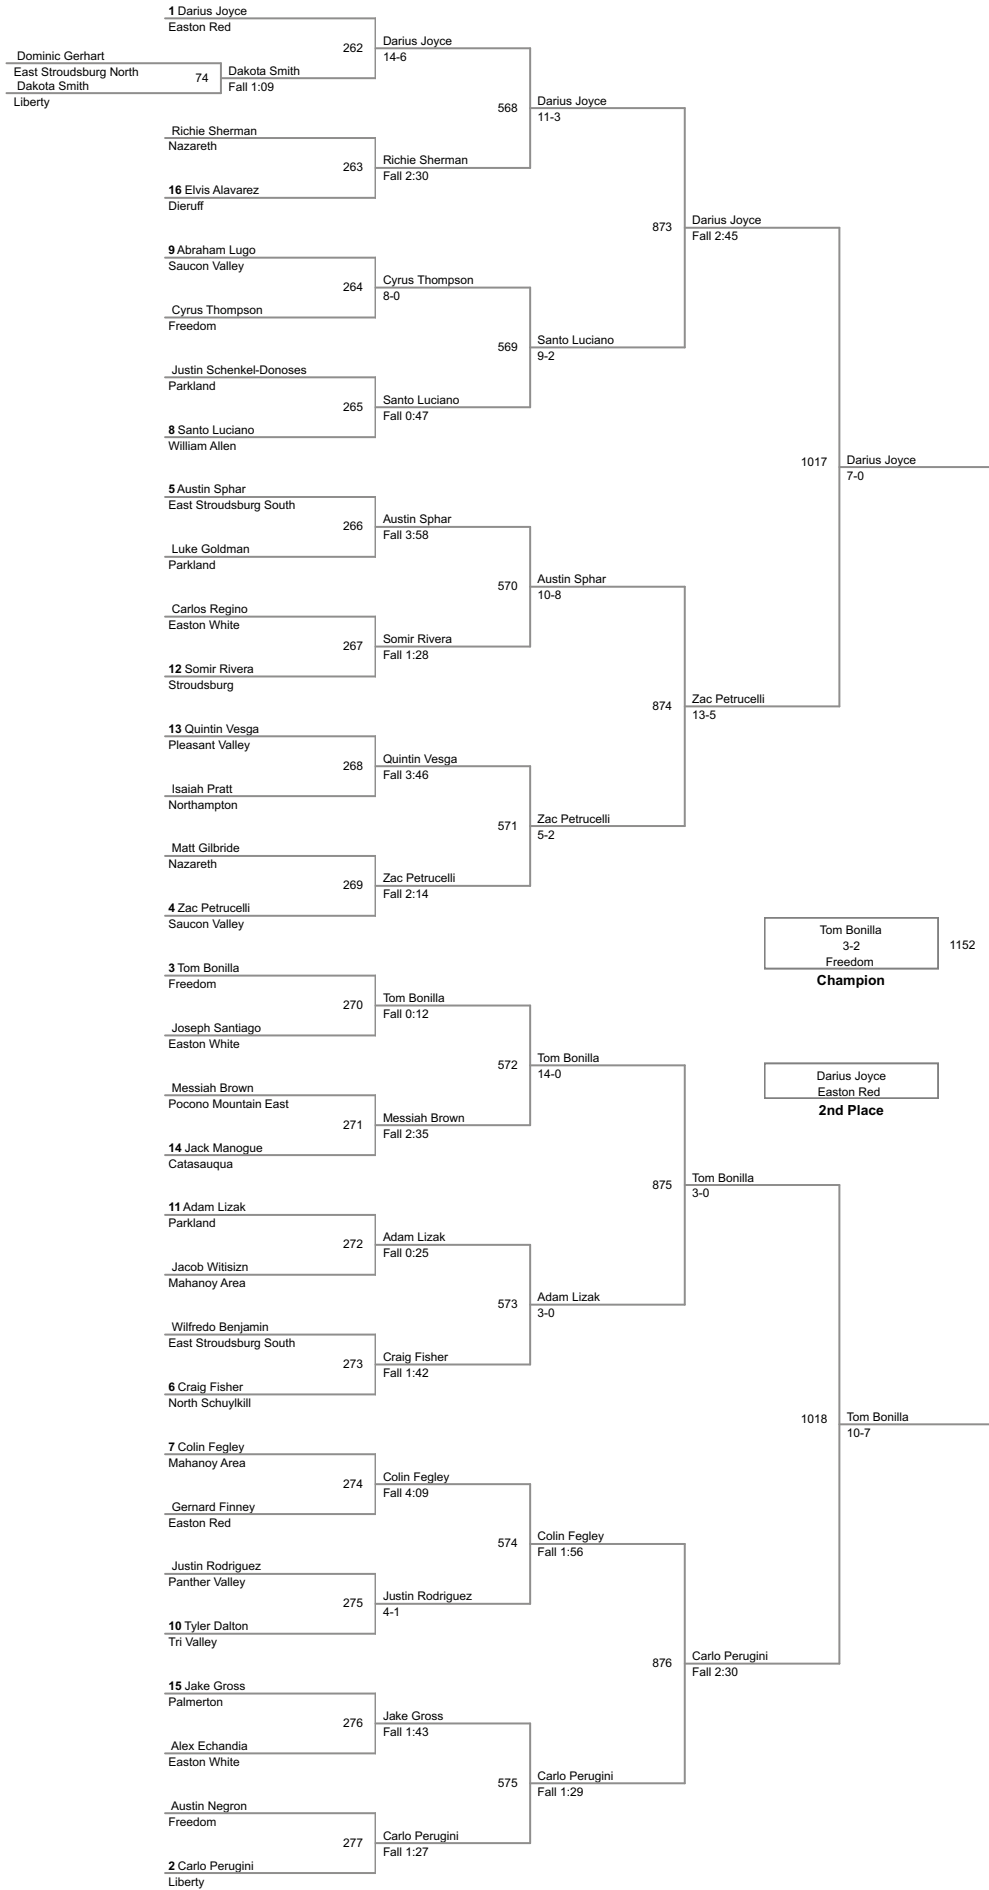 1 Darius Joyce
Easton Red
262
Darius Joyce
14-6
Dominic Gerhart
East Stroudsburg North
74
Dakota Smith
Fall 1:09
Dakota Smith
Liberty
568
Darius Joyce
11-3
Richie Sherman
Nazareth
263
Richie Sherman
Fall 2:30
16 Elvis Alavarez
Dieruff
873
Darius Joyce
Fall 2:45
9 Abraham Lugo
Saucon Valley
264
Cyrus Thompson
8-0
Cyrus Thompson
Freedom
569
Santo Luciano
9-2
Justin Schenkel-Donoses
Parkland
265
Santo Luciano
Fall 0:47
8 Santo Luciano
William Allen
1017
Darius Joyce
7-0
5 Austin Sphar
East Stroudsburg South
266
Austin Sphar
Fall 3:58
Luke Goldman
Parkland
570
Austin Sphar
10-8
Carlos Regino
Easton White
267
Somir Rivera
Fall 1:28
12 Somir Rivera
Stroudsburg
874
Zac Petrucelli
13-5
13 Quintin Vesga
Pleasant Valley
268
Quintin Vesga
Fall 3:46
Isaiah Pratt
Northampton
571
Zac Petrucelli
5-2
Matt Gilbride
Nazareth
269
Zac Petrucelli
Fall 2:14
4 Zac Petrucelli
Saucon Valley
Tom Bonilla
3-2
Freedom
1152
Champion
3 Tom Bonilla
Freedom
270
Tom Bonilla
Fall 0:12
Joseph Santiago
Easton White
572
Tom Bonilla
14-0
Darius Joyce
Easton Red
2nd Place
Messiah Brown
Pocono Mountain East
271
Messiah Brown
Fall 2:35
14 Jack Manogue
Catasauqua
875
Tom Bonilla
3-0
11 Adam Lizak
Parkland
272
Adam Lizak
Fall 0:25
Jacob Witisizn
Mahanoy Area
573
Adam Lizak
3-0
Wilfredo Benjamin
East Stroudsburg South
273
Craig Fisher
Fall 1:42
6 Craig Fisher
North Schuylkill
1018
Tom Bonilla
10-7
7 Colin Fegley
Mahanoy Area
274
Colin Fegley
Fall 4:09
Gernard Finney
Easton Red
574
Colin Fegley
Fall 1:56
Justin Rodriguez
Panther Valley
275
Justin Rodriguez
4-1
10 Tyler Dalton
Tri Valley
876
Carlo Perugini
Fall 2:30
15 Jake Gross
Palmerton
276
Jake Gross
Fall 1:43
Alex Echandia
Easton White
575
Carlo Perugini
Fall 1:29
Austin Negron
Freedom
277
Carlo Perugini
Fall 1:27
2 Carlo Perugini
Liberty